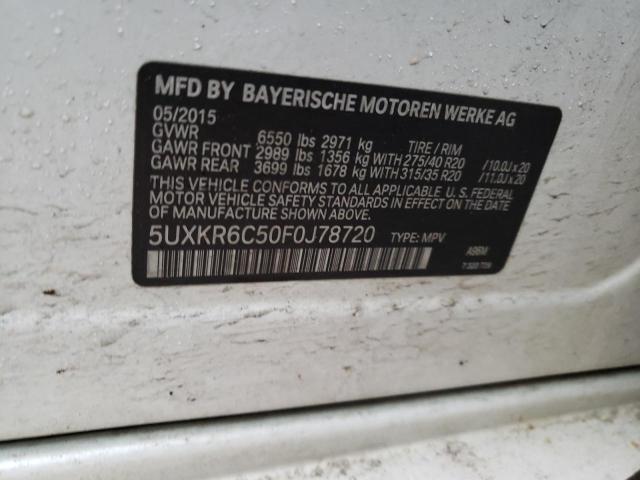 MFD BY BAYERISCHE MOTOREN WERKE AG
05/2015
GVWR 6550 lbs 2971 kg TIRE / RIM
GAWR FRONT 2989 lbs 1356 kg WITH 275/40 R20 /10.0J x 20
GAWR REAR 3699 lbs 1678 kg WITH 315/35 R20 /11.0J x 20
THIS VEHICLE CONFORMS TO ALL APPLICABLE U. S. FEDERAL
MOTOR VEHICLE SAFETY STANDARDS IN EFFECT ON THE
DATE OF MANUFACTURE SHOWN ABOVE.
5UXKR6C50F0J78720 TYPE: MPV A96M